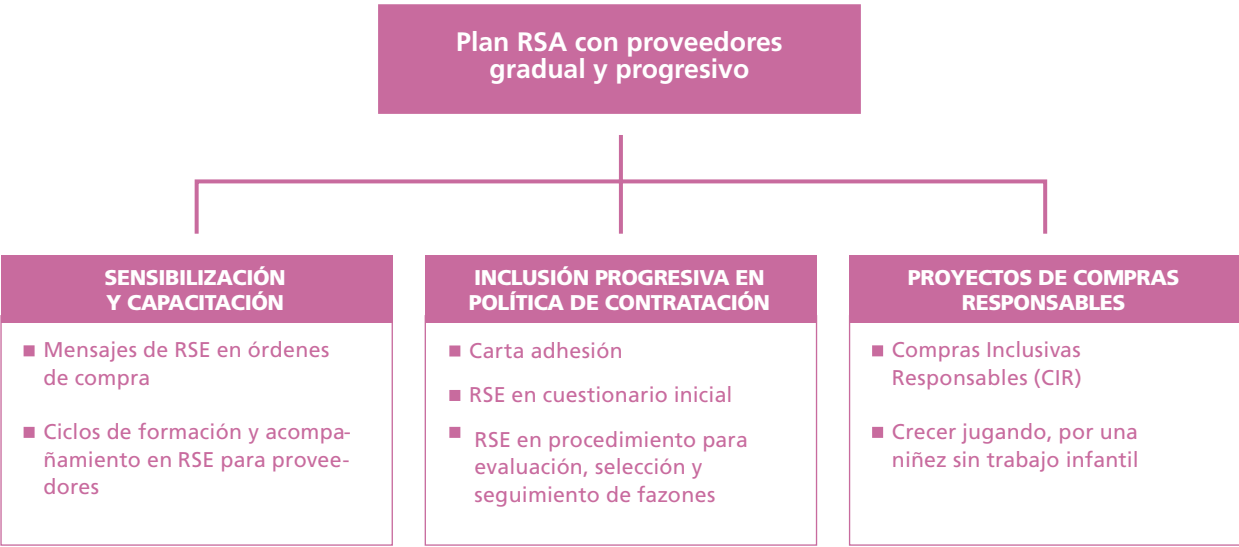 Plan RSA con proveedores
gradual y progresivo
SENSIBILIZACIÓN
Y CAPACITACIÓN
■ Mensajes de RSE en órdenes
de compra
■ Ciclos de formación y acompa-
ñamiento en RSE para provee-
dores
INCLUSIÓN PROGRESIVA EN
POLÍTICA DE CONTRATACIÓN
■ Carta adhesión
■ RSE en cuestionario inicial
■ RSE en procedimiento para
evaluación, selección y
seguimiento de fazones
PROYECTOS DE COMPRAS
RESPONSABLES
■ Compras Inclusivas
Responsables (CIR)
■ Crecer jugando, por una
niñez sin trabajo infantil